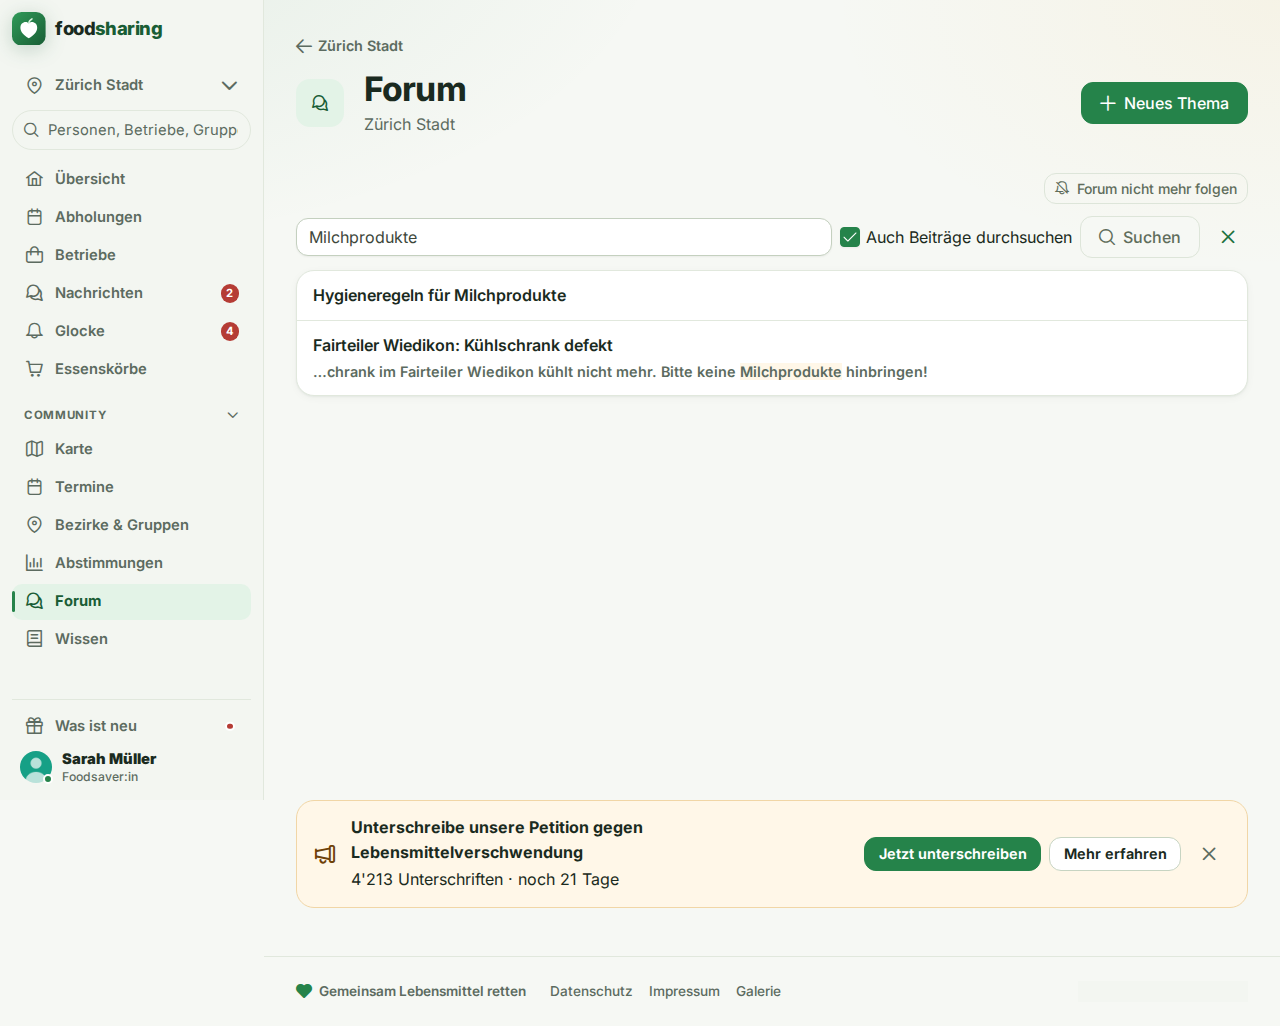 foodsharing
Zürich Stadt
Personen, Betriebe, Grupp
Übersicht
Abholungen
Betriebe
Nachrichten 2
Glocke 4
Essenskörbe
COMMUNITY
Karte
Termine
Bezirke & Gruppen
Abstimmungen
Forum
Wissen
Was ist neu
Sarah Müller
Foodsaver:in
Zürich Stadt
Forum
Zürich Stadt
Neues Thema
Forum nicht mehr folgen
Milchprodukte Auch Beiträge durchsuchen Suchen
Hygieneregeln für Milchprodukte
Fairteiler Wiedikon: Kühlschrank defekt
…chrank im Fairteiler Wiedikon kühlt nicht mehr. Bitte keine Milchprodukte hinbringen!
Unterschreibe unsere Petition gegen
Lebensmittelverschwendung
4'213 Unterschriften · noch 21 Tage
Jetzt unterschreiben Mehr erfahren
Gemeinsam Lebensmittel retten Datenschutz Impressum Galerie